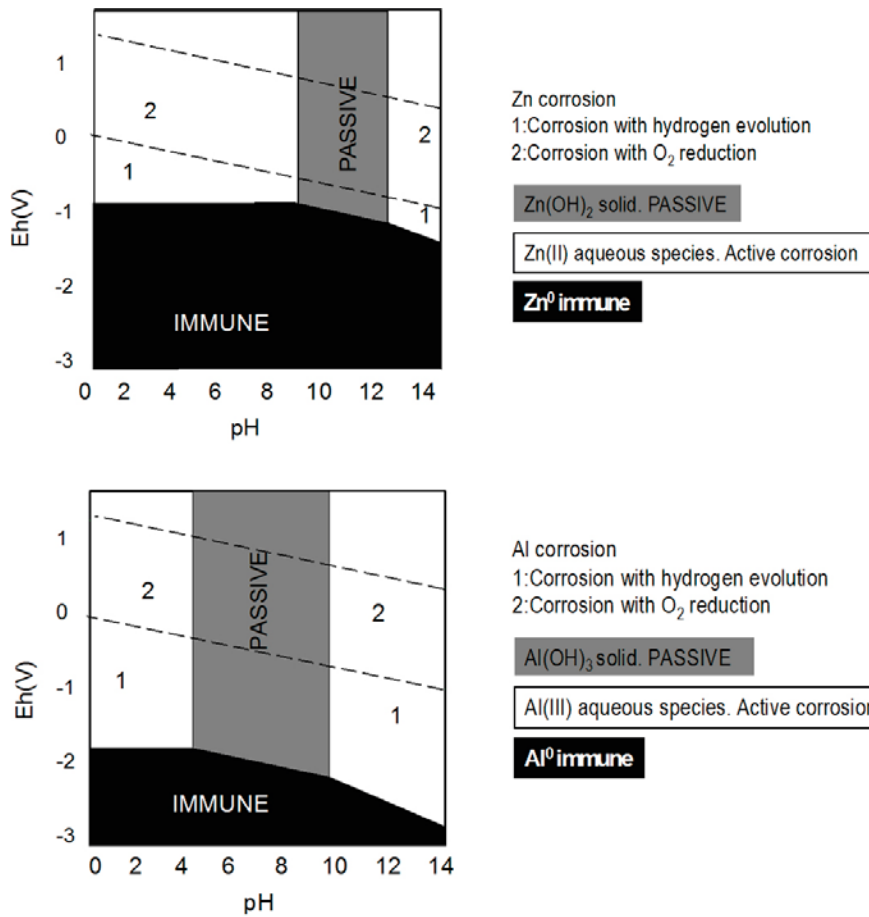 1
0
-1
-2
-3
Eh(V)
2
1
PASSIVE
2
1
IMMUNE
0 2 4 6 8 10 12 14
pH
Zn corrosion
1:Corrosion with hydrogen evolution
2:Corrosion with O₂ reduction
Zn(OH)₂ solid. PASSIVE
Zn(II) aqueous species. Active corrosion
Zn⁰ immune
1
0
-1
-2
-3
Eh(V)
2
1
PASSIVE
2
1
IMMUNE
0 2 4 6 8 10 12 14
pH
Al corrosion
1:Corrosion with hydrogen evolution
2:Corrosion with O₂ reduction
Al(OH)₃ solid. PASSIVE
Al(III) aqueous species. Active corrosion
Al⁰ immune